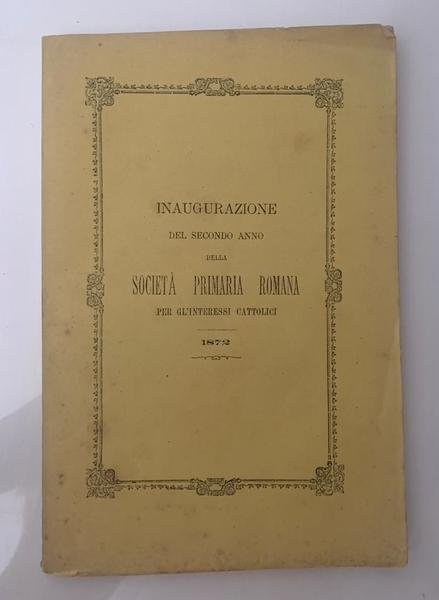 INAUGURAZIONE
DEL SECONDO ANNO
DELLA
SOCIETÀ PRIMARIA ROMANA
PER GL'INTERESSI CATTOLICI
1872